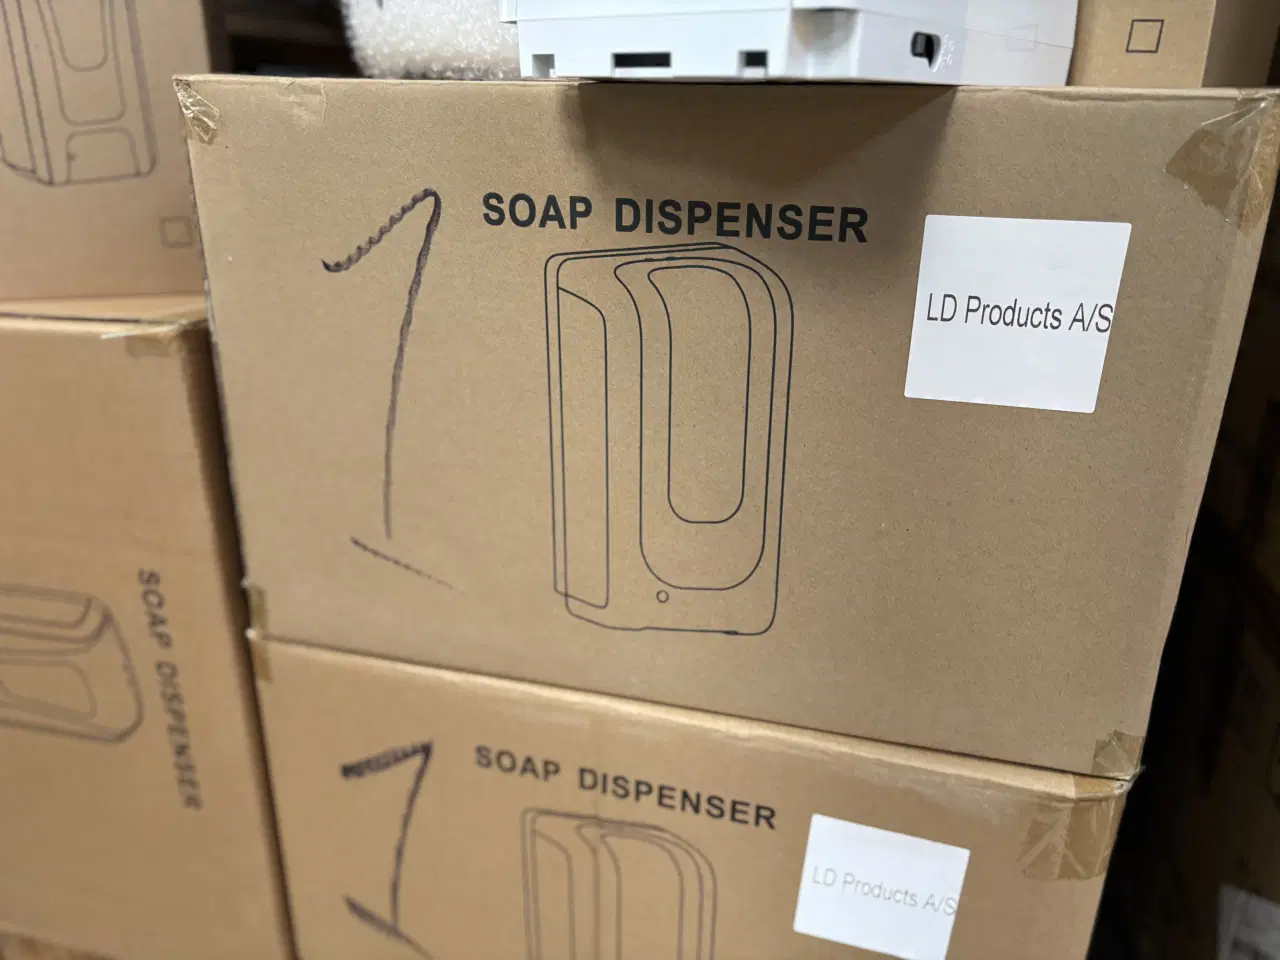 SOAP DISPENSER
1
LD Products A/S
SOAP DISPENSER
1
SOAP DISPENSER
LD Products A/S